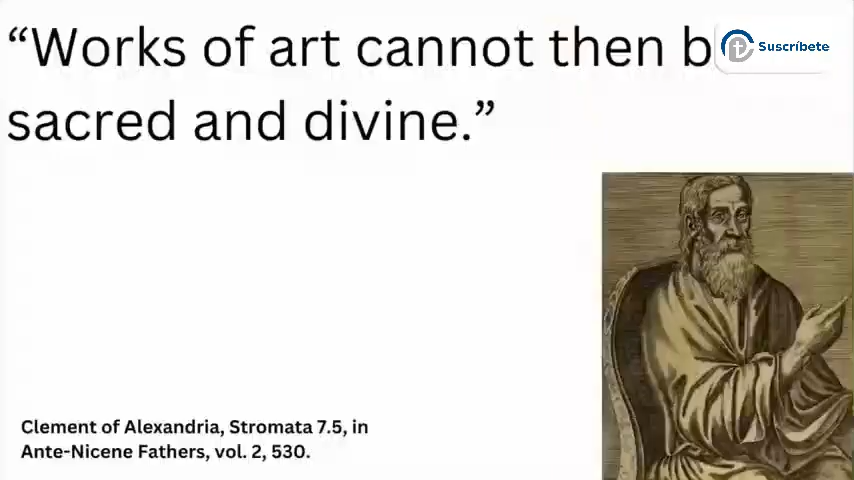 “Works of art cannot then b
Suscríbete
sacred and divine.”
Clement of Alexandria, Stromata 7.5, in
Ante-Nicene Fathers, vol. 2, 530.